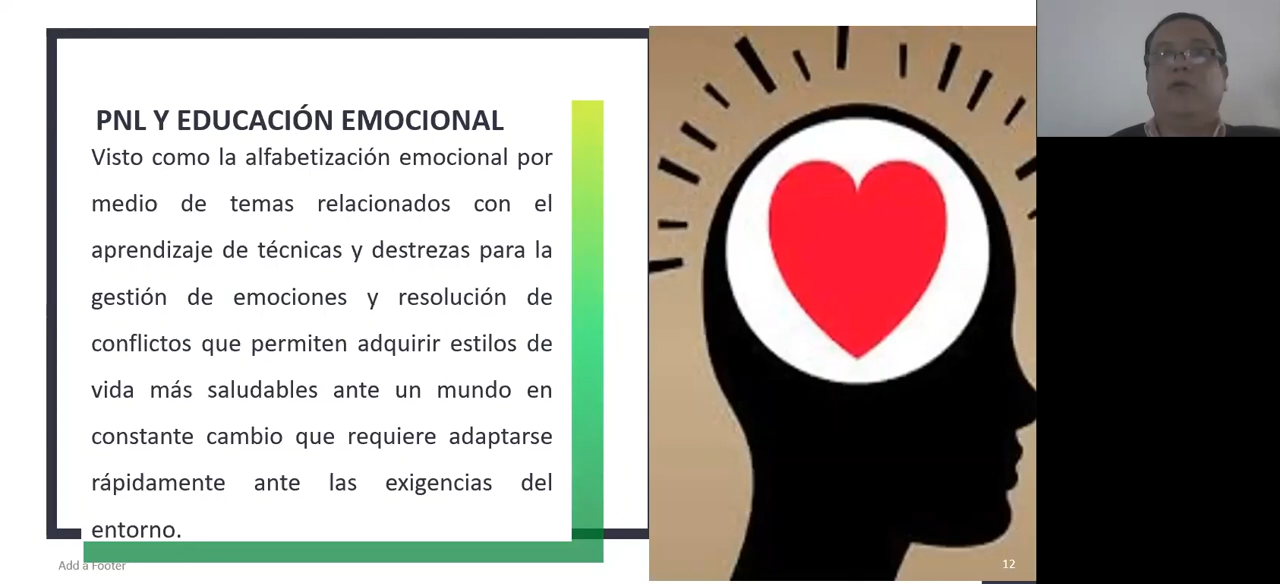 PNL Y EDUCACIÓN EMOCIONAL
Visto como la alfabetización emocional por
medio de temas relacionados con el
aprendizaje de técnicas y destrezas para la
gestión de emociones y resolución de
conflictos que permiten adquirir estilos de
vida más saludables ante un mundo en
constante cambio que requiere adaptarse
rápidamente ante las exigencias del
entorno.
Add a Footer
12